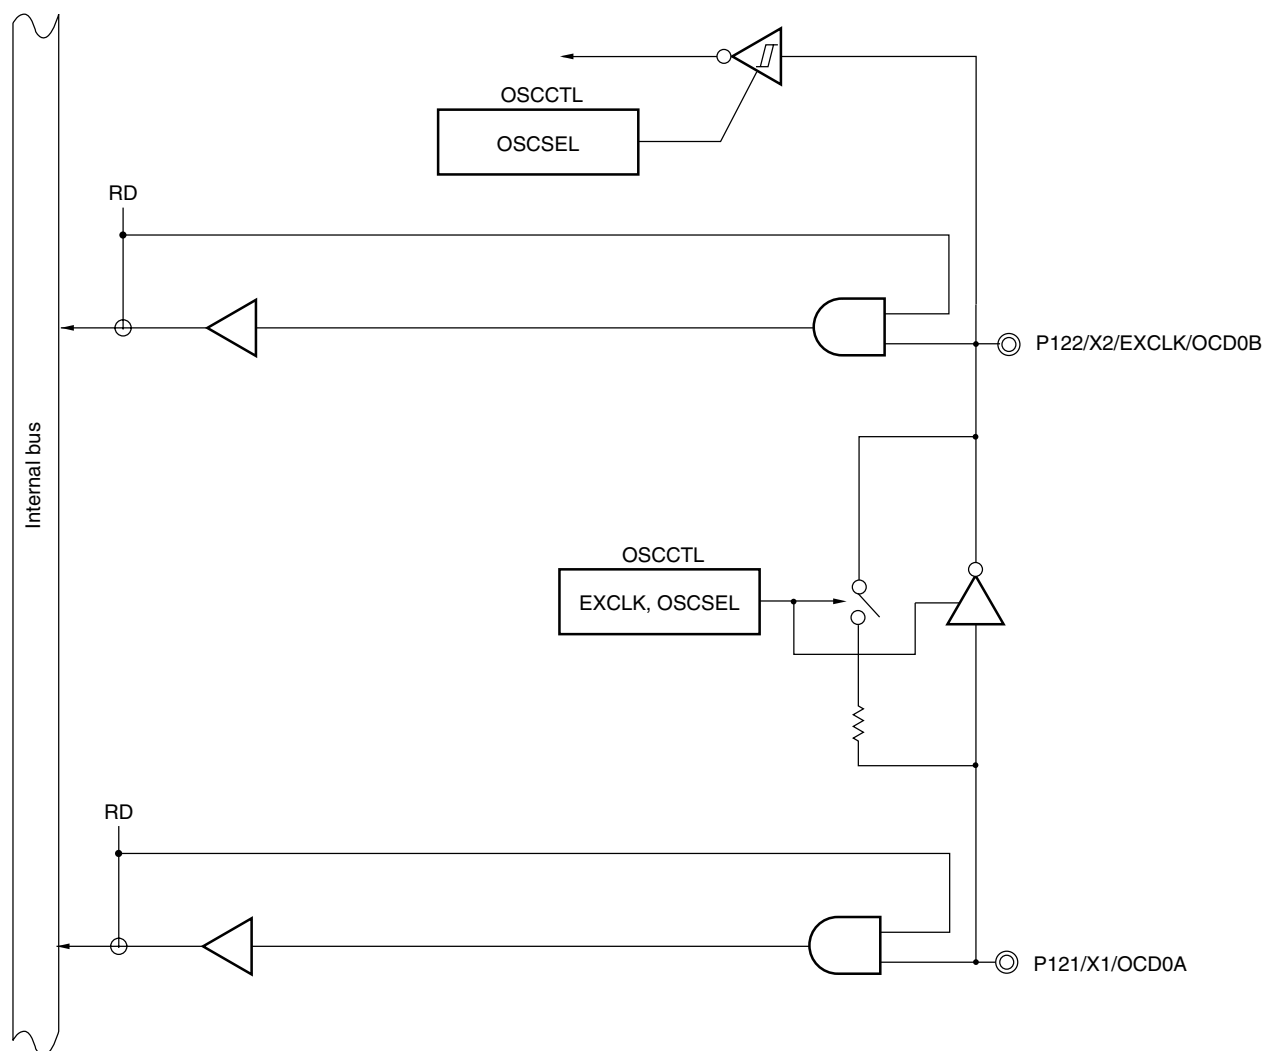 OSCCTL
OSCSEL
RD
P122/X2/EXCLK/OCD0B
Internal bus
OSCCTL
EXCLK, OSCSEL
RD
P121/X1/OCD0A